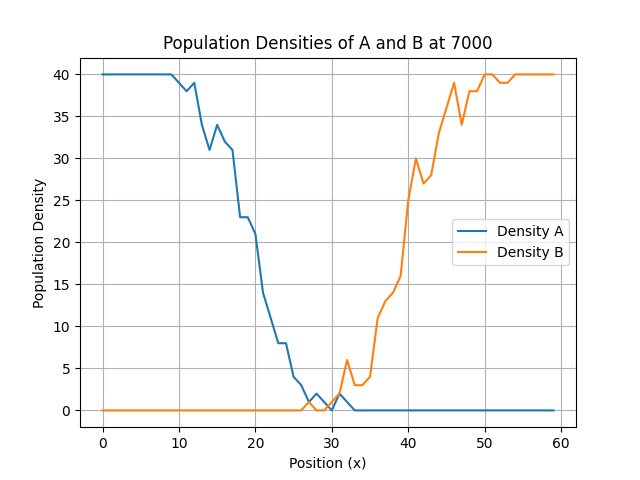 Population Densities of A and B at 7000
40
35
30
25
20
15
10
5
0
Population Density
Density A
Density B
0 10 20 30 40 50 60
Position (x)